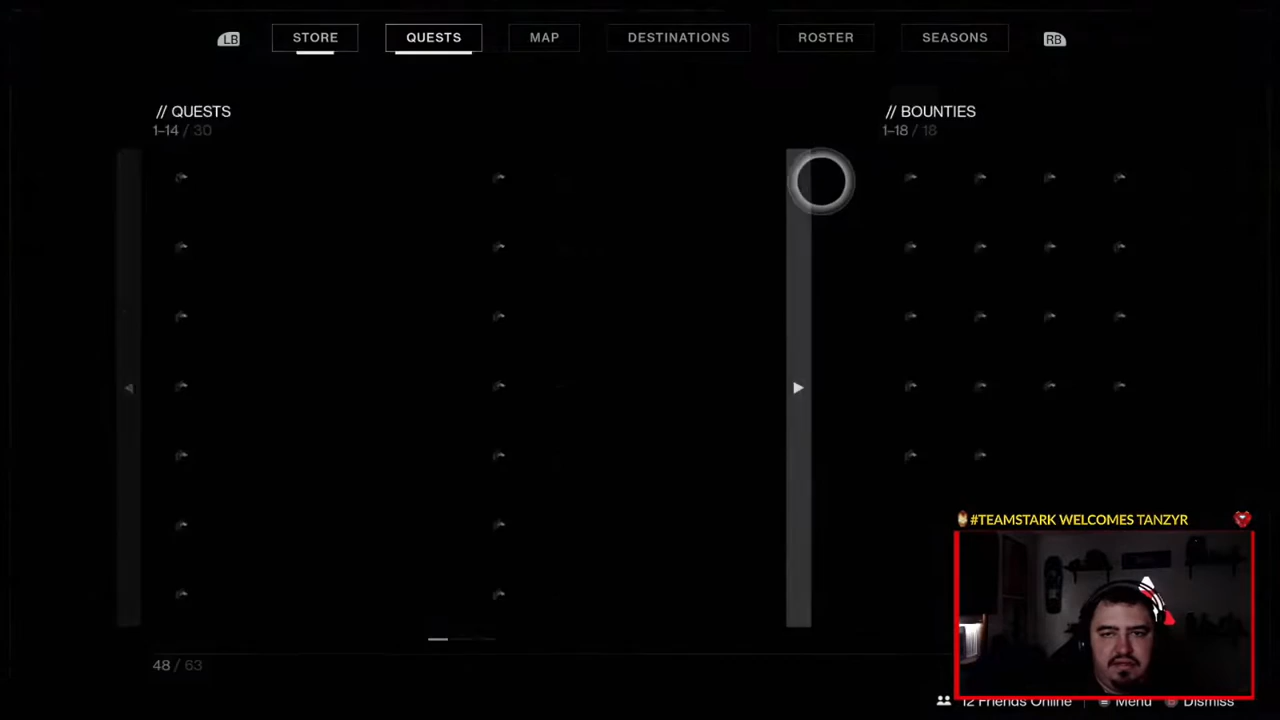 LB STORE QUESTS MAP DESTINATIONS ROSTER SEASONS RB
// QUESTS
1–14 / 30
// BOUNTIES
1–18 / 18
#TEAMSTARK WELCOMES TANZYR
48 / 63
12 Friends Online Menu Dismiss